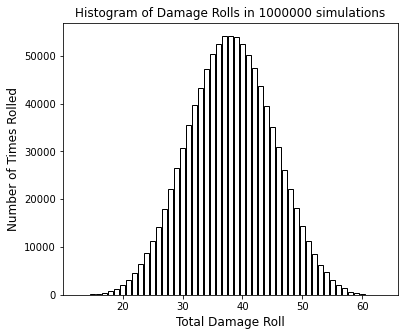 Histogram of Damage Rolls in 1000000 simulations
Number of Times Rolled
50000
40000
30000
20000
10000
0
20 30 40 50 60
Total Damage Roll